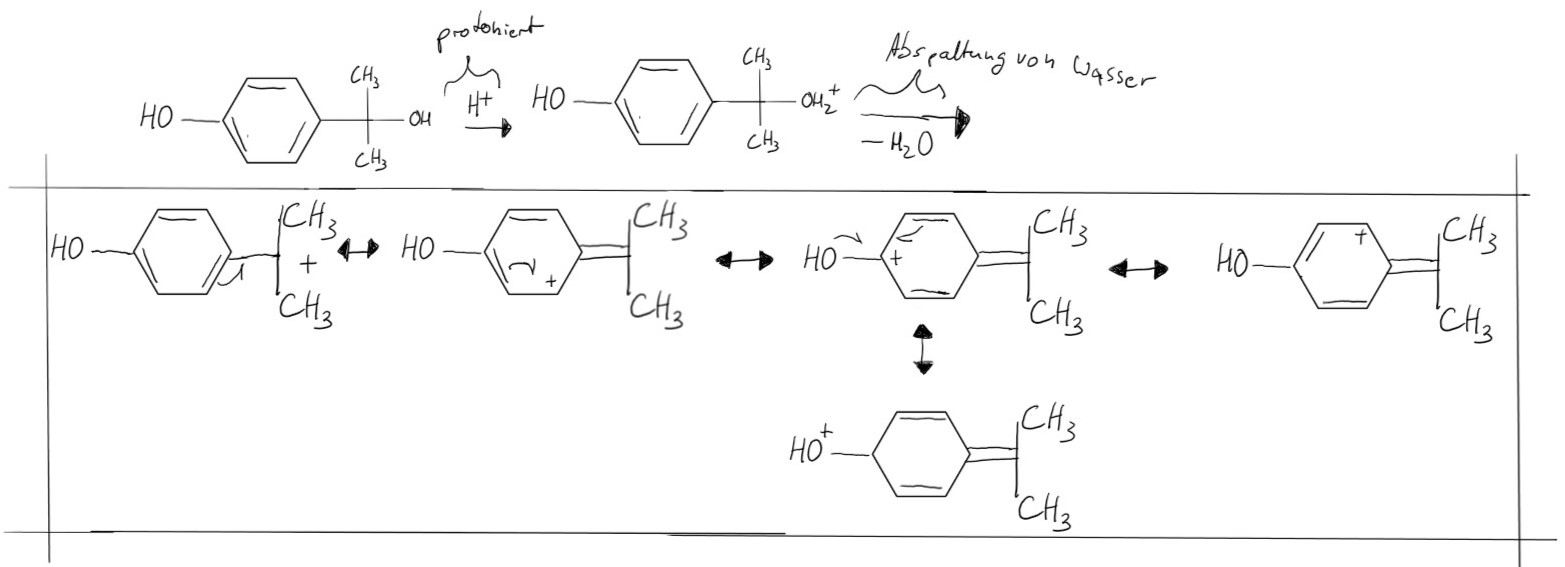 protoniert
Abspaltung von Wasser
HO CH3 OH CH3
H+
HO CH3 OH2+ CH3
−H2O
HO CH3 + CH3
HO + CH3 CH3
HO + CH3 CH3
HO + CH3 CH3
HO+ CH3 CH3